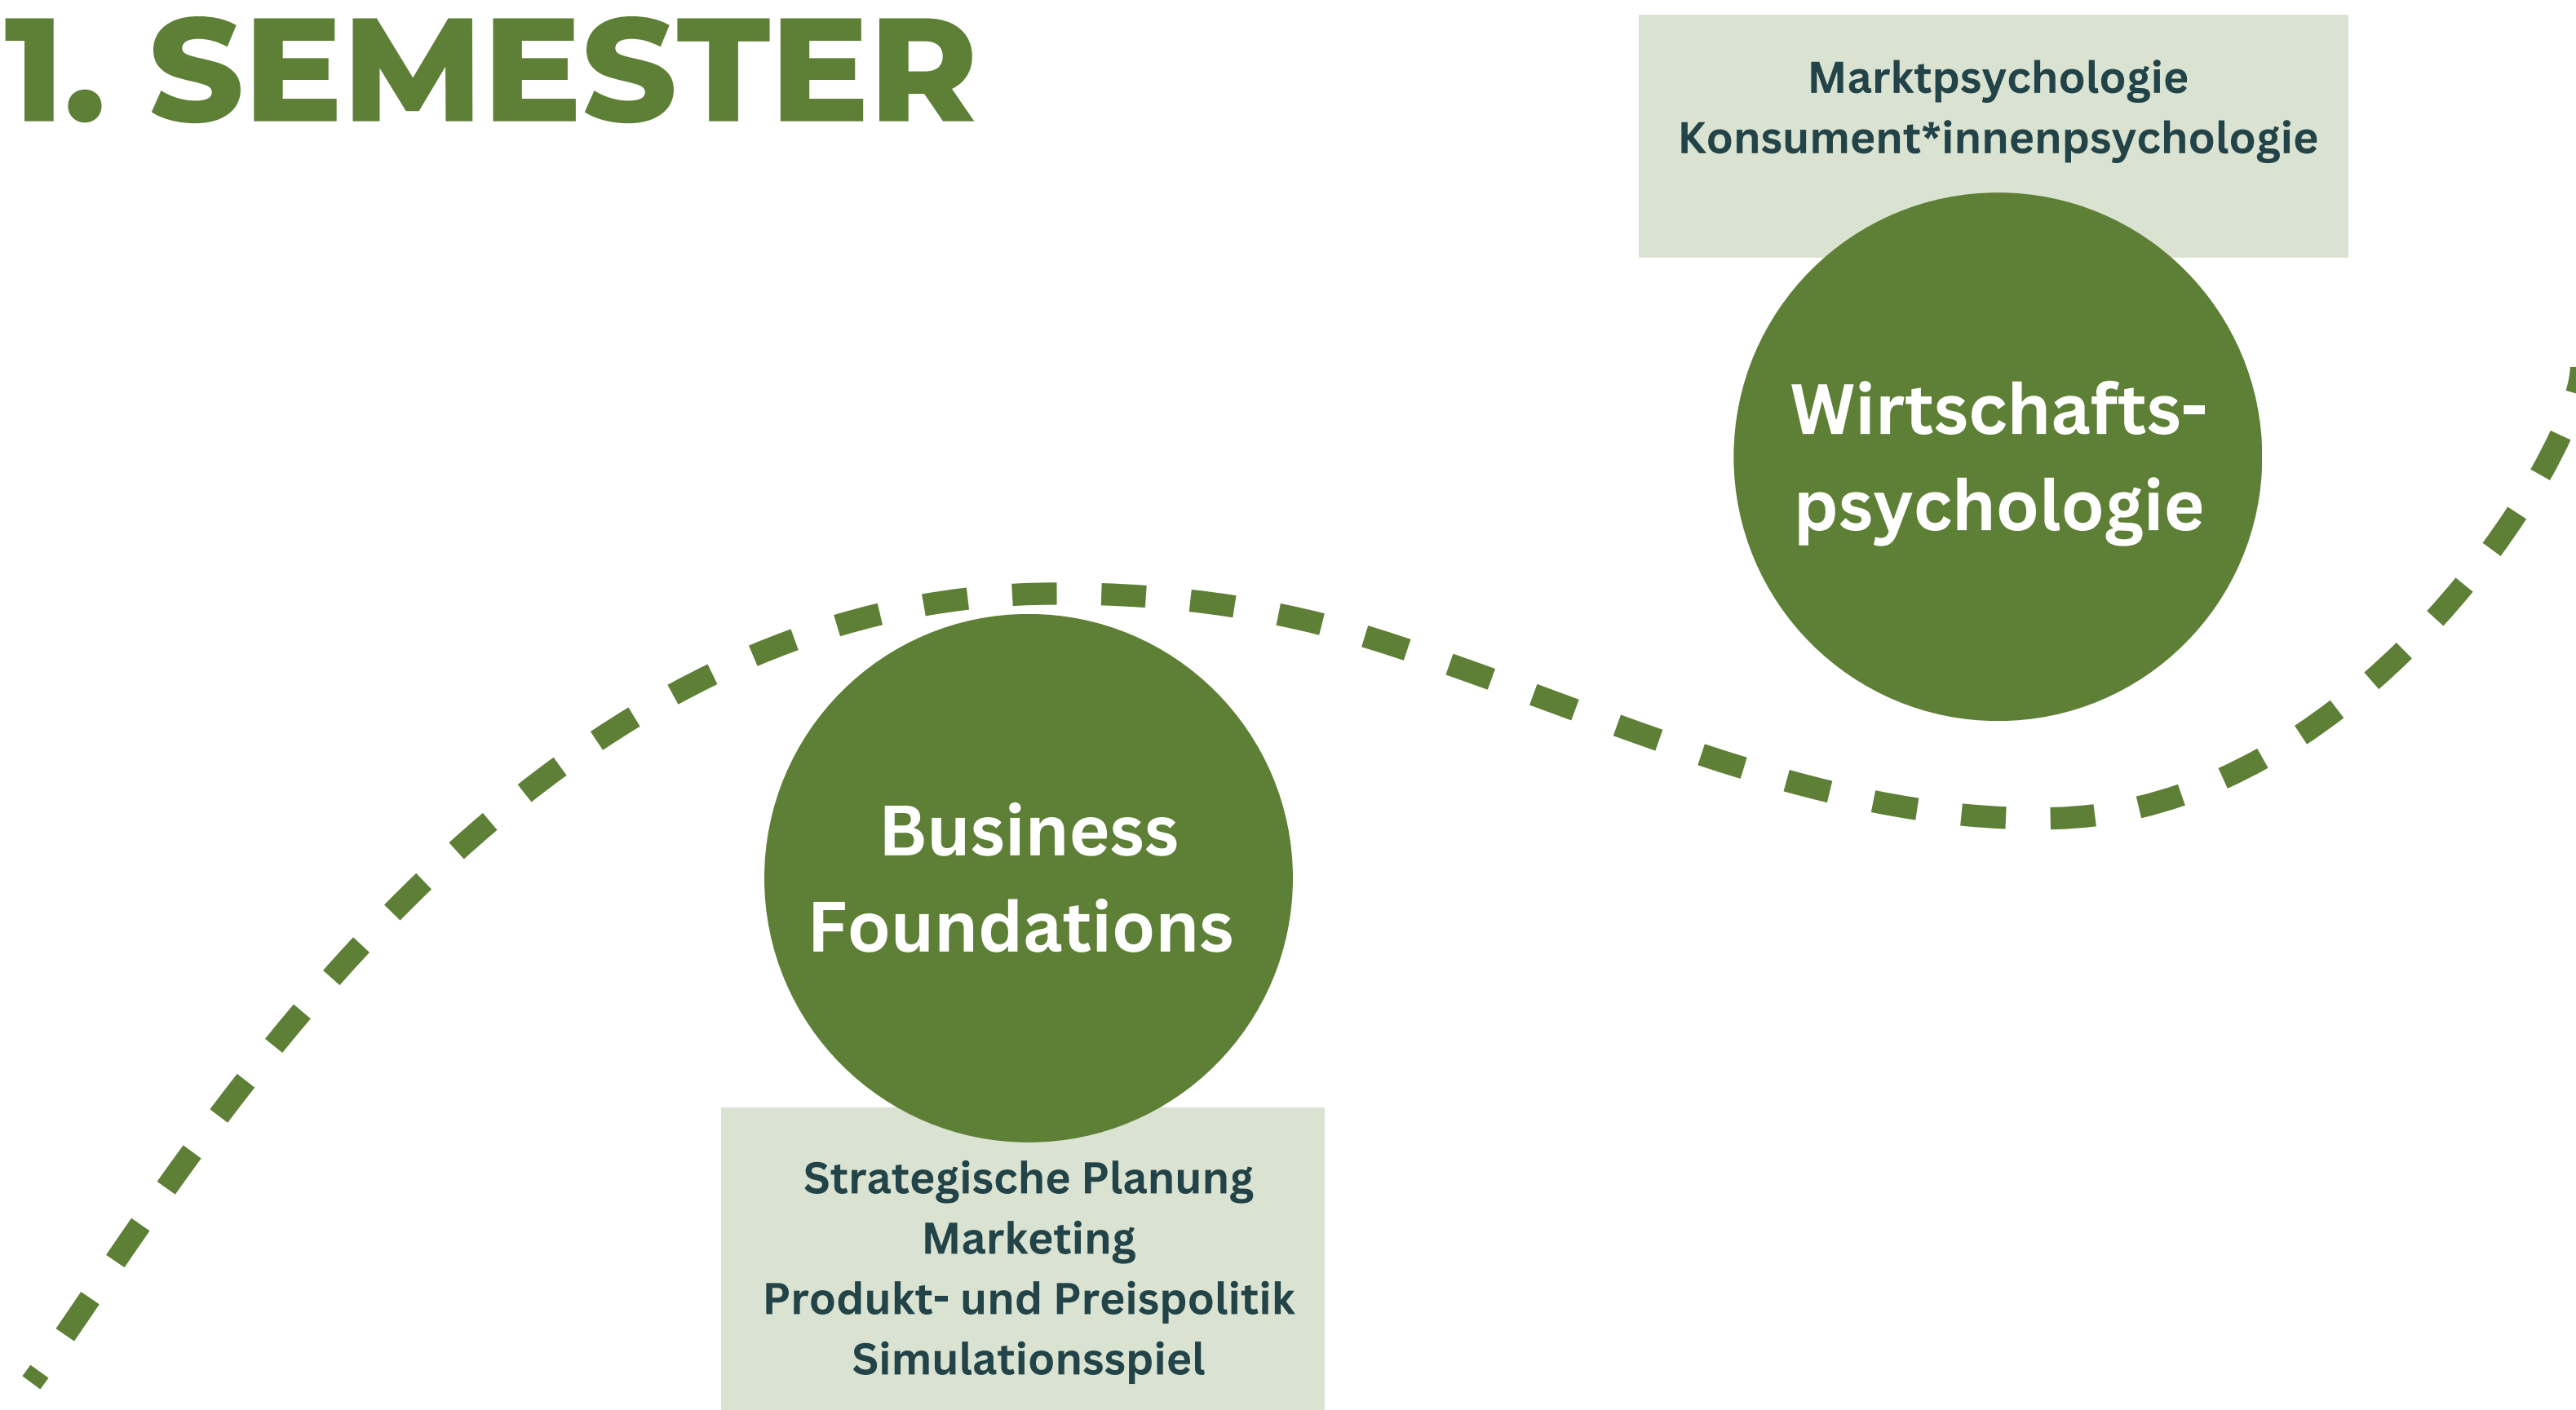 1. SEMESTER
Marktpsychologie
Konsument*innenpsychologie
Wirtschafts-
psychologie
Business
Foundations
Strategische Planung
Marketing
Produkt- und Preispolitik
Simulationsspiel